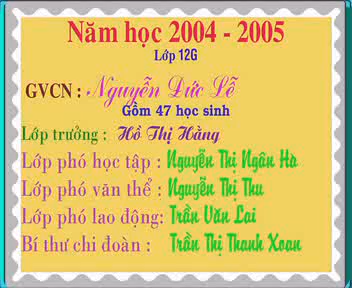 Năm học 2004 - 2005
Lớp 12G
GVCN : Nguyễn Đức Lễ
Gồm 47 học sinh
Lớp trưởng : Hồ Thị Hằng
Lớp phó học tập : Nguyễn Thị Ngân Hà
Lớp phó văn thể : Nguyễn Thị Thu
Lớp phó lao động: Trần Văn Lai
Bí thư chi đoàn : Trần Thị Thanh Xoan